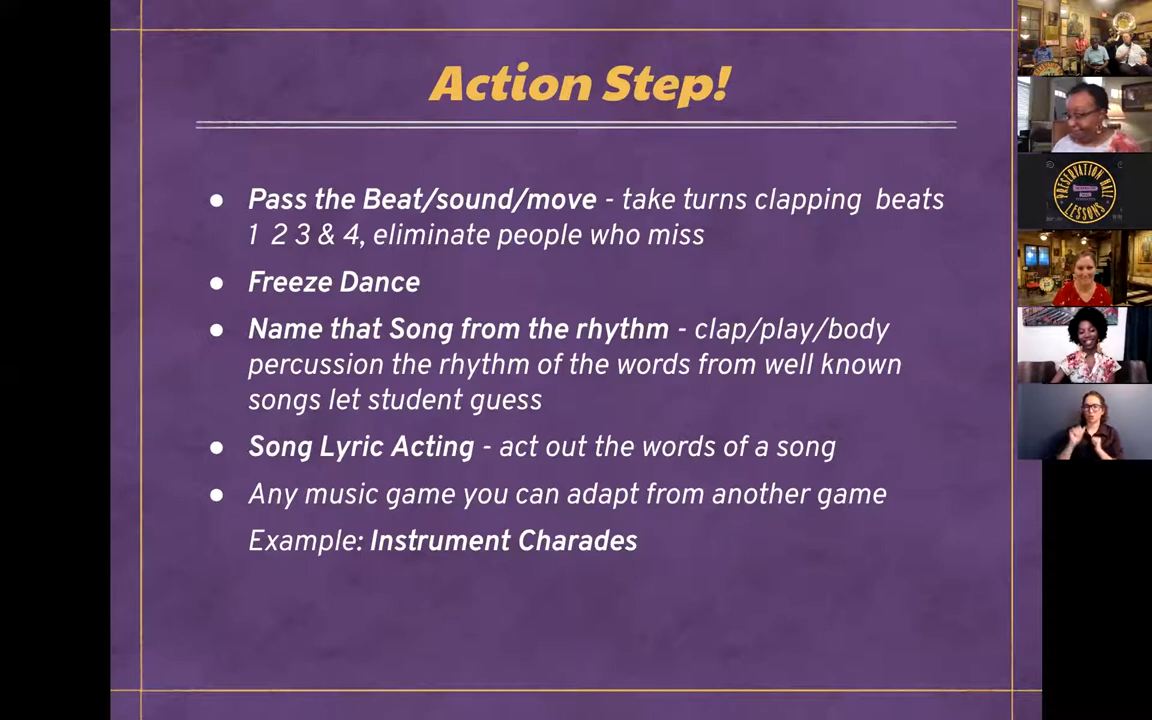 Action Step!
● Pass the Beat/sound/move - take turns clapping beats
1 2 3 & 4, eliminate people who miss
● Freeze Dance
● Name that Song from the rhythm - clap/play/body
percussion the rhythm of the words from well known
songs let student guess
● Song Lyric Acting - act out the words of a song
● Any music game you can adapt from another game
Example: Instrument Charades
PRESERVATION HALL
LESSONS